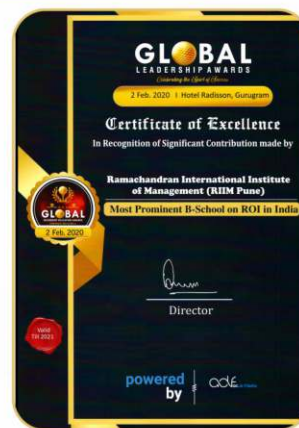 GLOBAL
LEADERSHIP AWARDS
2 Feb. 2020 I Hotel Radisson, Gurugram
Certificate of Excellence
In Recognition of Significant Contribution made by
Ramachandran International Institute
of Management (RIIM Pune)
Most Prominent B-School on ROI in India
GLOBAL
2 Feb. 2020
Director
Valid
Till 2021
powered
by